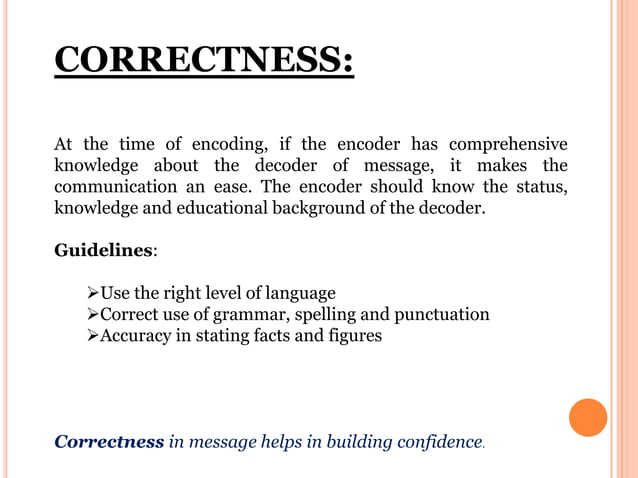 CORRECTNESS:
At the time of encoding, if the encoder has comprehensive
knowledge about the decoder of message, it makes the
communication an ease. The encoder should know the status,
knowledge and educational background of the decoder.
Guidelines:
➢Use the right level of language
➢Correct use of grammar, spelling and punctuation
➢Accuracy in stating facts and figures
Correctness in message helps in building confidence.